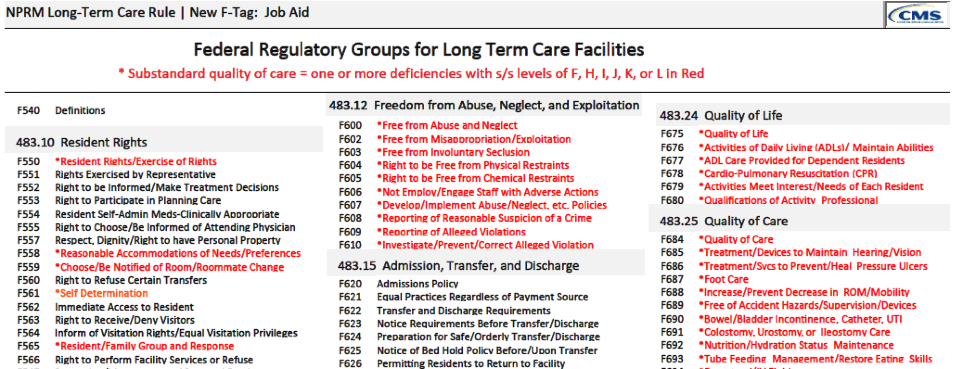 NPRM Long-Term Care Rule | New F-Tag: Job Aid
CMS
Federal Regulatory Groups for Long Term Care Facilities
* Substandard quality of care = one or more deficiencies with s/s levels of F, H, I, J, K, or L in Red
F540 Definitions
483.10 Resident Rights
F550 *Resident Rights/Exercise of Rights
F551 Rights Exercised by Representative
F552 Right to be Informed/Make Treatment Decisions
F553 Right to Participate in Planning Care
F554 Resident Self-Admin Meds-Clinically Appropriate
F555 Right to Choose/Be Informed of Attending Physician
F557 Respect, Dignity/Right to have Personal Property
F558 *Reasonable Accommodations of Needs/Preferences
F559 *Choose/Be Notified of Room/Roommate Change
F560 Right to Refuse Certain Transfers
F561 *Self Determination
F562 Immediate Access to Resident
F563 Right to Receive/Deny Visitors
F564 Inform of Visitation Rights/Equal Visitation Privileges
F565 *Resident/Family Group and Response
F566 Right to Perform Facility Services or Refuse
483.12 Freedom from Abuse, Neglect, and Exploitation
F600 *Free from Abuse and Neglect
F602 *Free from Misappropriation/Exploitation
F603 *Free from Involuntary Seclusion
F604 *Right to be Free from Physical Restraints
F605 *Right to be Free from Chemical Restraints
F606 *Not Employ/Engage Staff with Adverse Actions
F607 *Develop/Implement Abuse/Neglect, etc. Policies
F608 *Reporting of Reasonable Suspicion of a Crime
F609 *Reporting of Alleged Violations
F610 *Investigate/Prevent/Correct Alleged Violation
483.15 Admission, Transfer, and Discharge
F620 Admissions Policy
F621 Equal Practices Regardless of Payment Source
F622 Transfer and Discharge Requirements
F623 Notice Requirements Before Transfer/Discharge
F624 Preparation for Safe/Orderly Transfer/Discharge
F625 Notice of Bed Hold Policy Before/Upon Transfer
F626 Permitting Residents to Return to Facility
483.24 Quality of Life
F675 *Quality of Life
F676 *Activities of Daily Living (ADLs)/ Maintain Abilities
F677 *ADL Care Provided for Dependent Residents
F678 *Cardio-Pulmonary Resuscitation (CPR)
F679 *Activities Meet Interest/Needs of Each Resident
F680 *Qualifications of Activity Professional
483.25 Quality of Care
F684 *Quality of Care
F685 *Treatment/Devices to Maintain Hearing/Vision
F686 *Treatment/Svcs to Prevent/Heal Pressure Ulcers
F687 *Foot Care
F688 *Increase/Prevent Decrease in ROM/Mobility
F689 *Free of Accident Hazards/Supervision/Devices
F690 *Bowel/Bladder Incontinence, Catheter, UTI
F691 *Colostomy, Urostomy, or Ileostomy Care
F692 *Nutrition/Hydration Status Maintenance
F693 *Tube Feeding Management/Restore Eating Skills